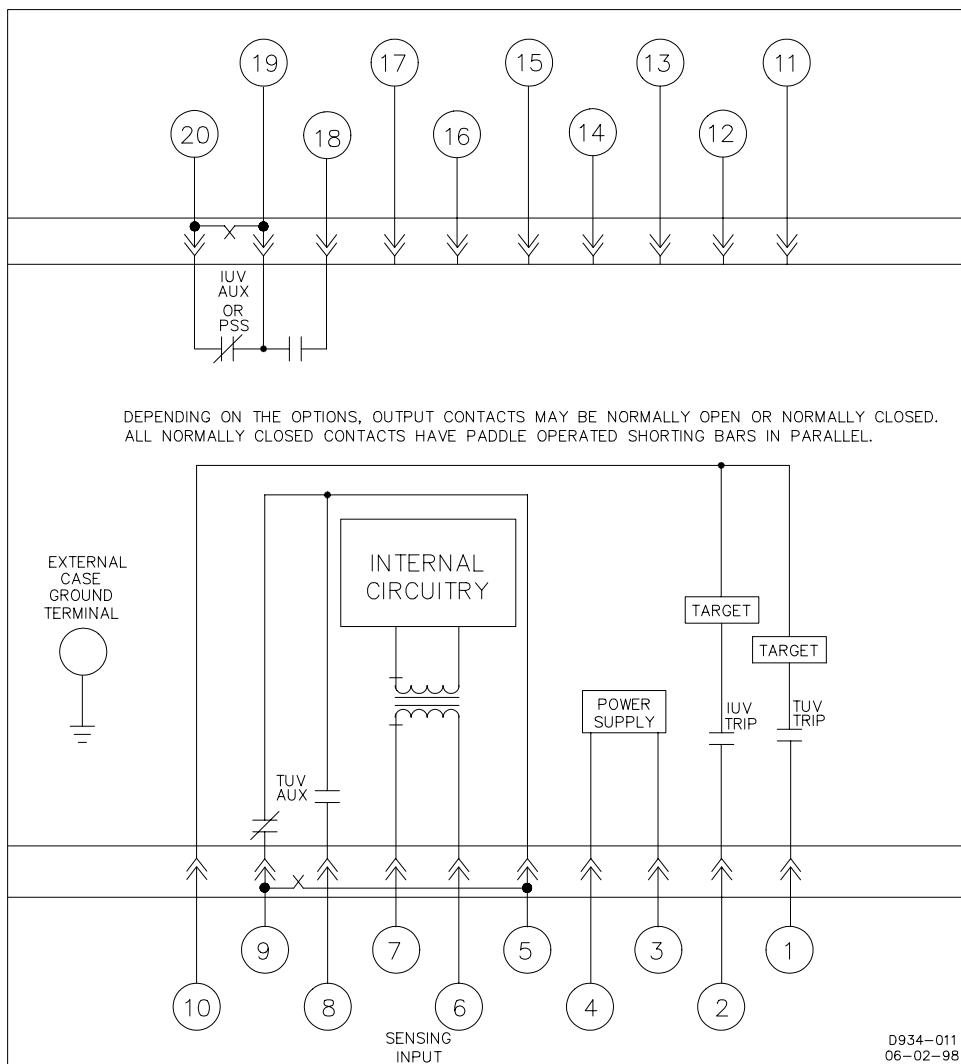 19
17
15
13
11
20
18
16
14
12
IUV
AUX
OR
PSS
DEPENDING ON THE OPTIONS, OUTPUT CONTACTS MAY BE NORMALLY OPEN OR NORMALLY CLOSED.
ALL NORMALLY CLOSED CONTACTS HAVE PADDLE OPERATED SHORTING BARS IN PARALLEL.
EXTERNAL
CASE
GROUND
TERMINAL
INTERNAL
CIRCUITRY
TARGET
TARGET
POWER
SUPPLY
IUV
TRIP
TUV
TRIP
TUV
AUX
9
7
5
3
1
10
8
6
4
2
SENSING
INPUT
D934-011
06-02-98